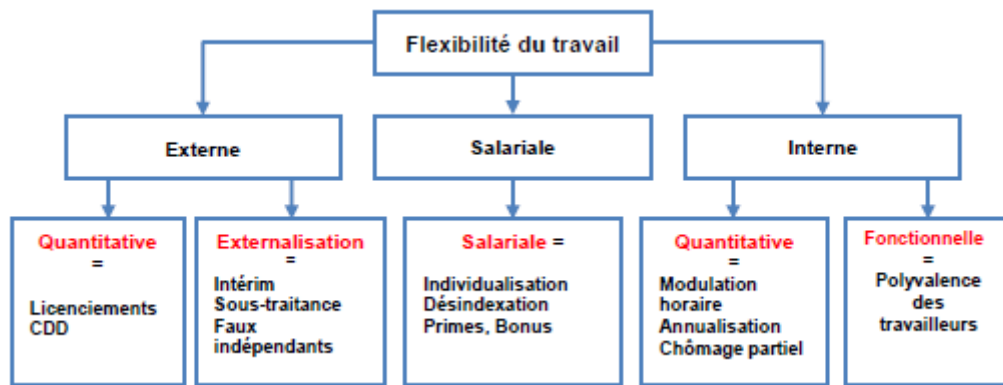 Flexibilité du travail
Externe
Salariale
Interne
Quantitative
=
Licenciements
CDD
Externalisation
=
Intérim
Sous-traitance
Faux
indépendants
Salariale =
Individualisation
Désindexation
Primes, Bonus
Quantitative
=
Modulation
horaire
Annualisation
Chômage partiel
Fonctionnelle
=
Polyvalence
des
travailleurs